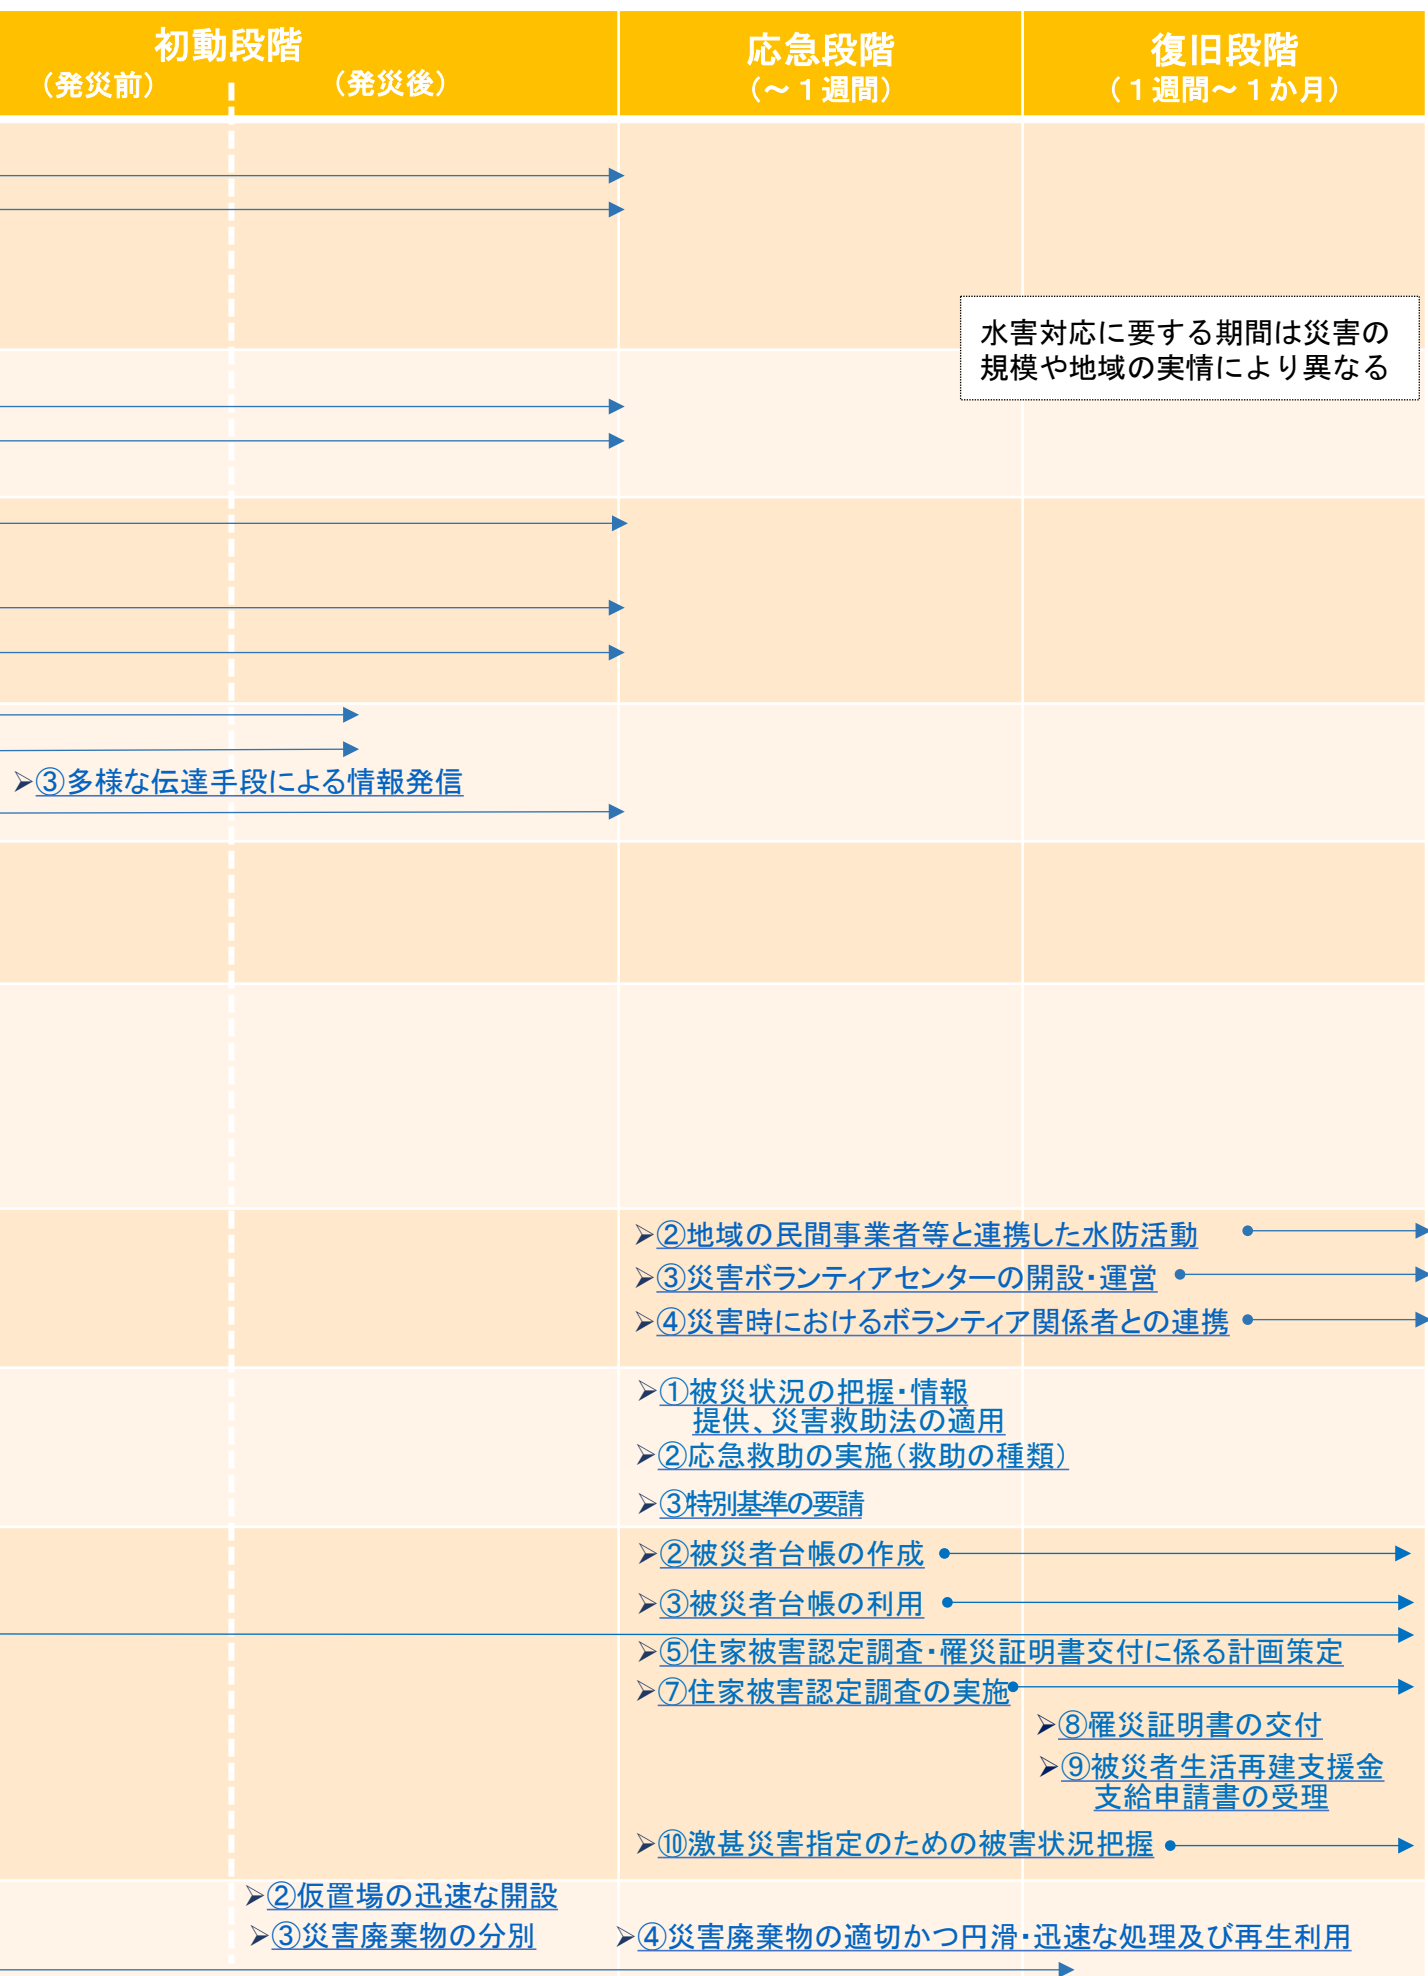 初動段階
（発災前）
（発災後）
応急段階
（～１週間）
復旧段階
（１週間～１か月）
水害対応に要する期間は災害の
規模や地域の実情により異なる
➢③多様な伝達手段による情報発信
➢②地域の民間事業者等と連携した水防活動
➢③災害ボランティアセンターの開設・運営
➢④災害時におけるボランティア関係者との連携
➢①被災状況の把握・情報
提供、災害救助法の適用
➢②応急救助の実施（救助の種類）
➢③特別基準の要請
➢②被災者台帳の作成
➢③被災者台帳の利用
➢⑤住家被害認定調査・罹災証明書交付に係る計画策定
➢⑦住家被害認定調査の実施
➢⑧罹災証明書の交付
➢⑨被災者生活再建支援金
支給申請書の受理
➢⑩激甚災害指定のための被害状況把握
➢②仮置場の迅速な開設
➢③災害廃棄物の分別
➢④災害廃棄物の適切かつ円滑・迅速な処理及び再生利用